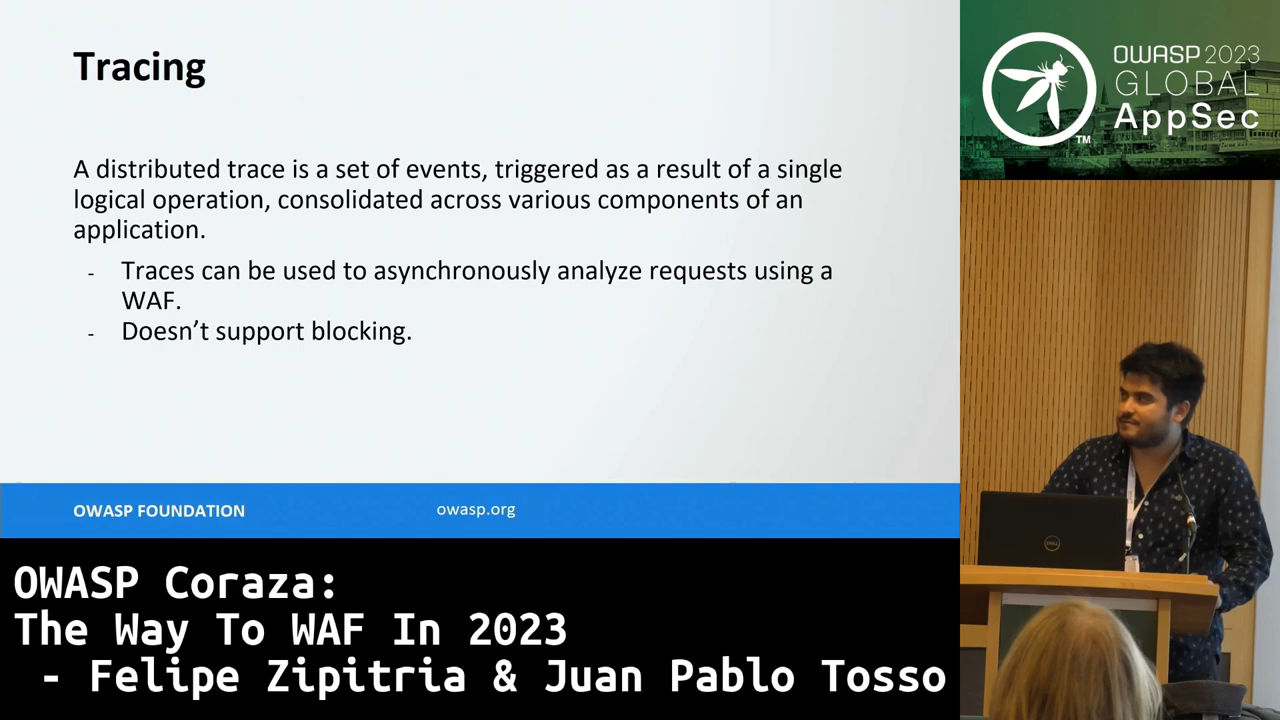 Tracing
A distributed trace is a set of events, triggered as a result of a single
logical operation, consolidated across various components of an
application.
- Traces can be used to asynchronously analyze requests using a
WAF.
- Doesn’t support blocking.
OWASP FOUNDATION
owasp.org
OWASP 2023
GLOBAL
AppSec
TM
DELL
OWASP Coraza:
The Way To WAF In 2023
- Felipe Zipitria & Juan Pablo Tosso